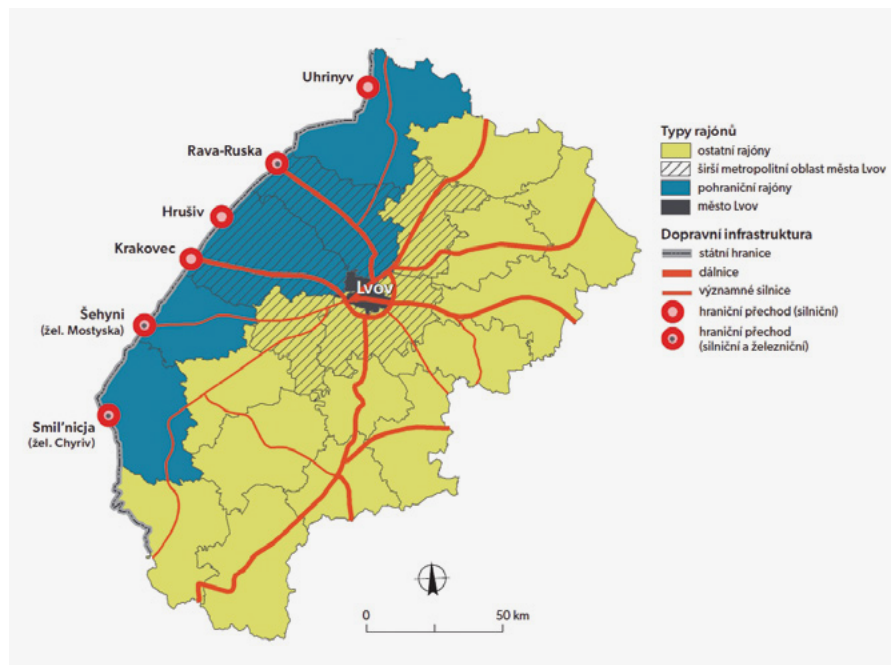 Uhrinyv
Rava-Ruska
Hrušiv
Krakovec
Šehyni
(žel. Mostyska)
Smil'nicja
(žel. Chyriv)
Lvov
Typy rajónů
ostatní rajóny
širší metropolitní oblast města Lvov
pohraniční rajóny
město Lvov
Dopravní infrastruktura
státní hranice
dálnice
významné silnice
hraniční přechod (silniční)
hraniční přechod
(silniční a železniční)
0 50 km